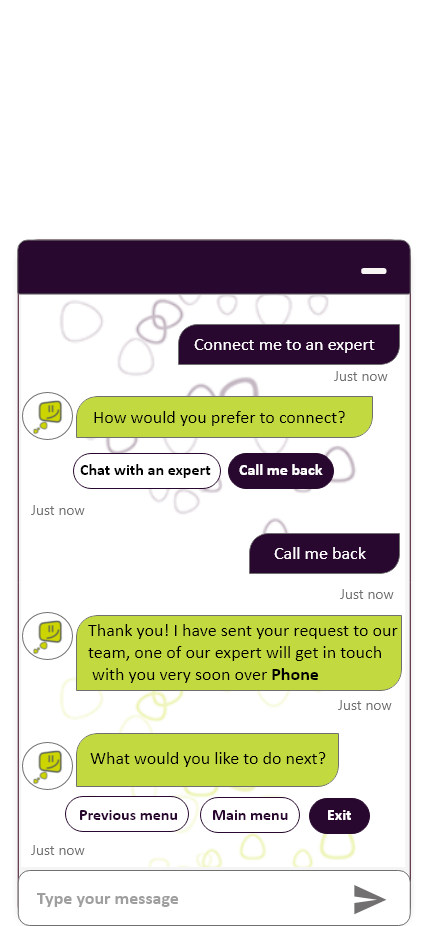 Connect me to an expert
Just now
How would you prefer to connect?
Chat with an expert
Call me back
Just now
Call me back
Just now
Thank you! I have sent your request to our
team, one of our expert will get in touch
with you very soon over Phone
Just now
What would you like to do next?
Previous menu
Main menu
Exit
Just now
Type your message